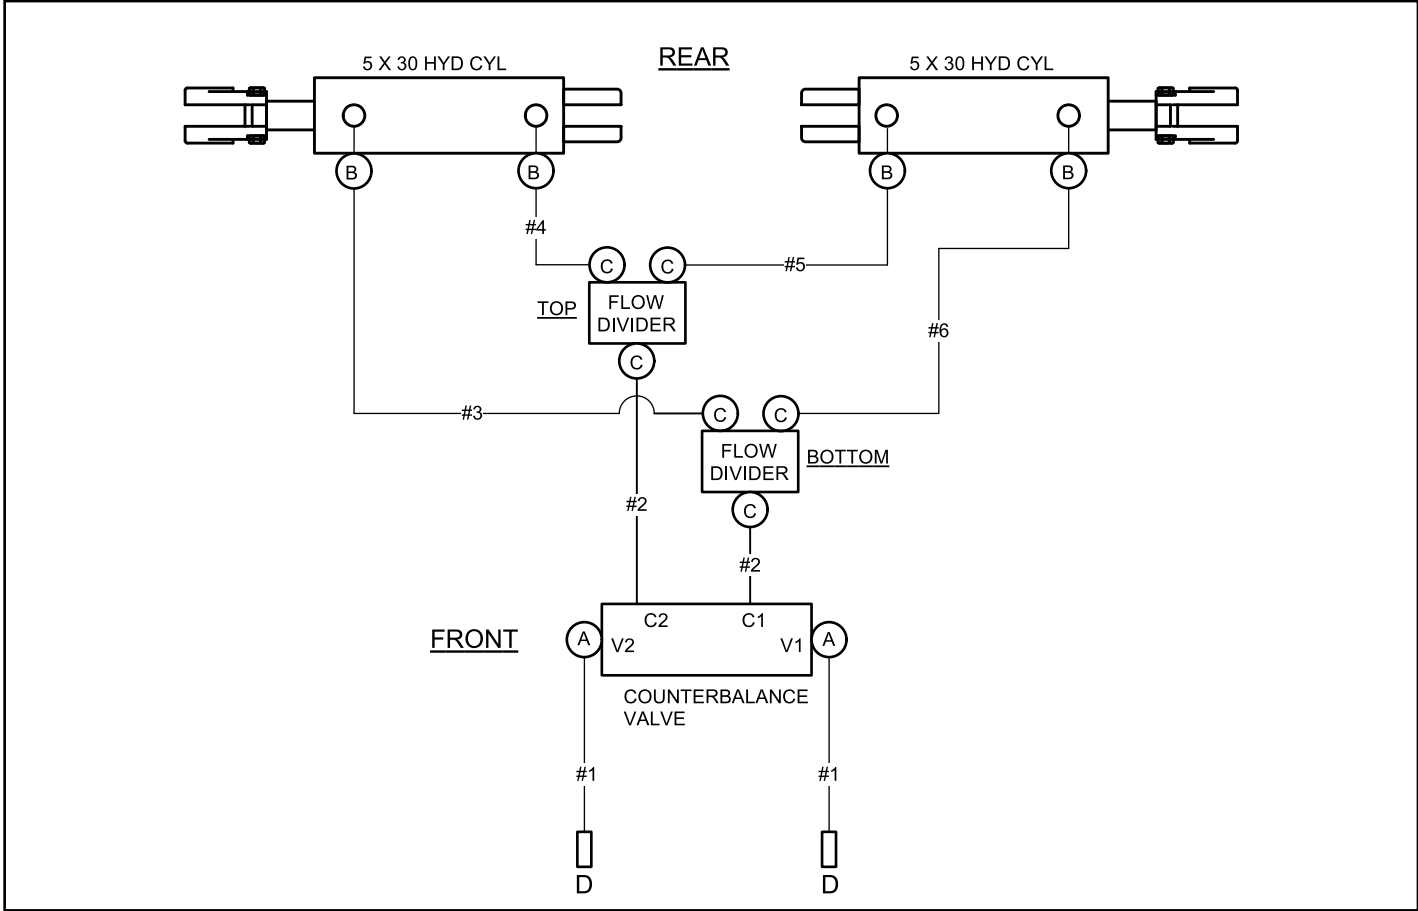 REAR
5 X 30 HYD CYL
5 X 30 HYD CYL
B
B
B
B
#4
C
C
#5
TOP
FLOW
DIVIDER
#6
C
#3
C
C
FLOW
DIVIDER
BOTTOM
#2
C
#2
C2
C1
FRONT
A
V2
V1
A
COUNTERBALANCE
VALVE
#1
#1
D
D